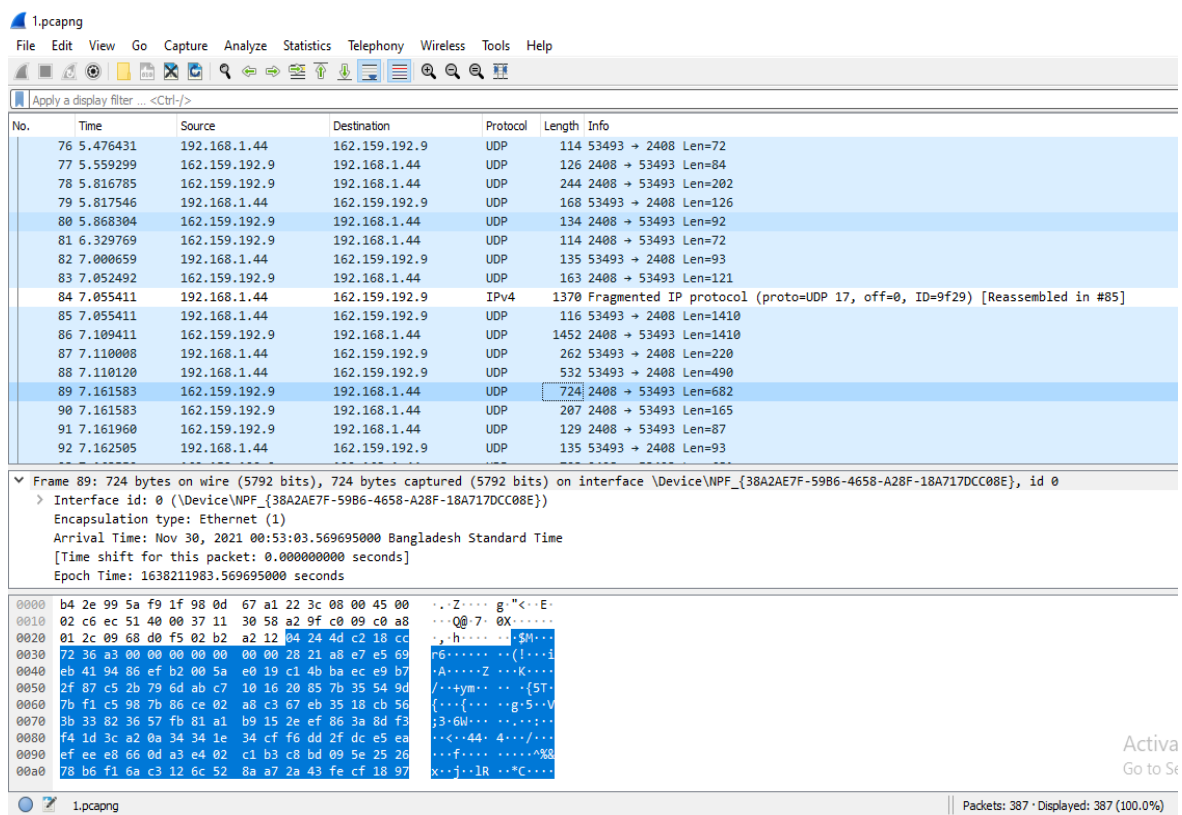 1.pcapng
File Edit View Go Capture Analyze Statistics Telephony Wireless Tools Help
Apply a display filter ... <Ctrl-/>
No. Time Source Destination Protocol Length Info
76 5.476431 192.168.1.44 162.159.192.9 UDP 114 53493 → 2408 Len=72
77 5.559299 162.159.192.9 192.168.1.44 UDP 126 2408 → 53493 Len=84
78 5.816785 162.159.192.9 192.168.1.44 UDP 244 2408 → 53493 Len=202
79 5.817546 192.168.1.44 162.159.192.9 UDP 168 53493 → 2408 Len=126
80 5.868304 162.159.192.9 192.168.1.44 UDP 134 2408 → 53493 Len=92
81 6.329769 162.159.192.9 192.168.1.44 UDP 114 2408 → 53493 Len=72
82 7.000659 192.168.1.44 162.159.192.9 UDP 135 53493 → 2408 Len=93
83 7.052492 162.159.192.9 192.168.1.44 UDP 163 2408 → 53493 Len=121
84 7.055411 192.168.1.44 162.159.192.9 IPv4 1370 Fragmented IP protocol (proto=UDP 17, off=0, ID=9f29) [Reassembled in #85]
85 7.055411 192.168.1.44 162.159.192.9 UDP 116 53493 → 2408 Len=1410
86 7.109411 162.159.192.9 192.168.1.44 UDP 1452 2408 → 53493 Len=1410
87 7.110008 192.168.1.44 162.159.192.9 UDP 262 53493 → 2408 Len=220
88 7.110120 192.168.1.44 162.159.192.9 UDP 532 53493 → 2408 Len=490
89 7.161583 162.159.192.9 192.168.1.44 UDP 724 2408 → 53493 Len=682
90 7.161583 162.159.192.9 192.168.1.44 UDP 207 2408 → 53493 Len=165
91 7.161960 162.159.192.9 192.168.1.44 UDP 129 2408 → 53493 Len=87
92 7.162505 192.168.1.44 162.159.192.9 UDP 135 53493 → 2408 Len=93
Frame 89: 724 bytes on wire (5792 bits), 724 bytes captured (5792 bits) on interface \Device\NPF_{38A2AE7F-59B6-4658-A28F-18A717DCC08E}, id 0
Interface id: 0 (\Device\NPF_{38A2AE7F-59B6-4658-A28F-18A717DCC08E})
Encapsulation type: Ethernet (1)
Arrival Time: Nov 30, 2021 00:53:03.569695000 Bangladesh Standard Time
[Time shift for this packet: 0.000000000 seconds]
Epoch Time: 1638211983.569695000 seconds
0000 b4 2e 99 5a f9 1f 98 0d 67 a1 22 3c 08 00 45 00 ·.·Z···· g·"<··E·
0010 02 c6 ec 51 40 00 37 11 30 58 a2 9f c0 09 c0 a8 ···Q@·7· 0X······
0020 01 2c 09 68 d0 f5 02 b2 a2 12 04 24 4d c2 18 cc ·,·h···· ···$M···
0030 72 36 a3 00 00 00 00 00 00 00 28 21 a8 e7 e5 69 r6······ ··(!···i
0040 eb 41 94 86 ef b2 00 5a e0 19 c1 4b ba ec e9 b7 ·A·····Z ···K····
0050 2f 87 c5 2b 79 6d ab c7 10 16 20 85 7b 35 54 9d /··+ym·· ·· ·{5T·
0060 7b f1 c5 98 7b 86 ce 02 a8 c3 67 eb 35 18 cb 56 {···{··· ··g·5··V
0070 3b 33 82 36 57 fb 81 a1 b9 15 2e ef 86 3a 8d f3 ;3·6W··· ··.··:··
0080 f4 1d 3c a2 0a 34 34 1e 34 cf f6 dd 2f dc e5 ea ··<··44· 4···/···
0090 ef ee e8 66 0d a3 e4 02 c1 b3 c8 bd 09 5e 25 26 ···f···· ·····^%&
00a0 78 b6 f1 6a c3 12 6c 52 8a a7 2a 43 fe cf 18 97 x··j··lR ··*C····
Activa
Go to Se
1.pcapng Packets: 387 · Displayed: 387 (100.0%)